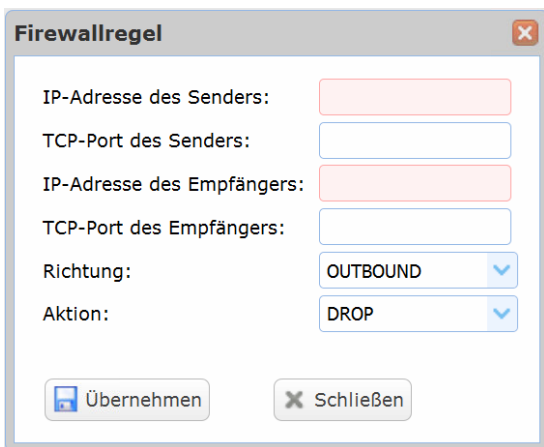 Firewallregel
IP-Adresse des Senders:
TCP-Port des Senders:
IP-Adresse des Empfängers:
TCP-Port des Empfängers:
Richtung: OUTBOUND
Aktion: DROP
Übernehmen Schließen